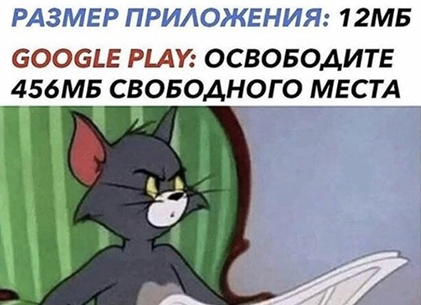 РАЗМЕР ПРИЛОЖЕНИЯ: 12МБ
GOOGLE PLAY: ОСВОБОДИТЕ
456МБ СВОБОДНОГО МЕСТА